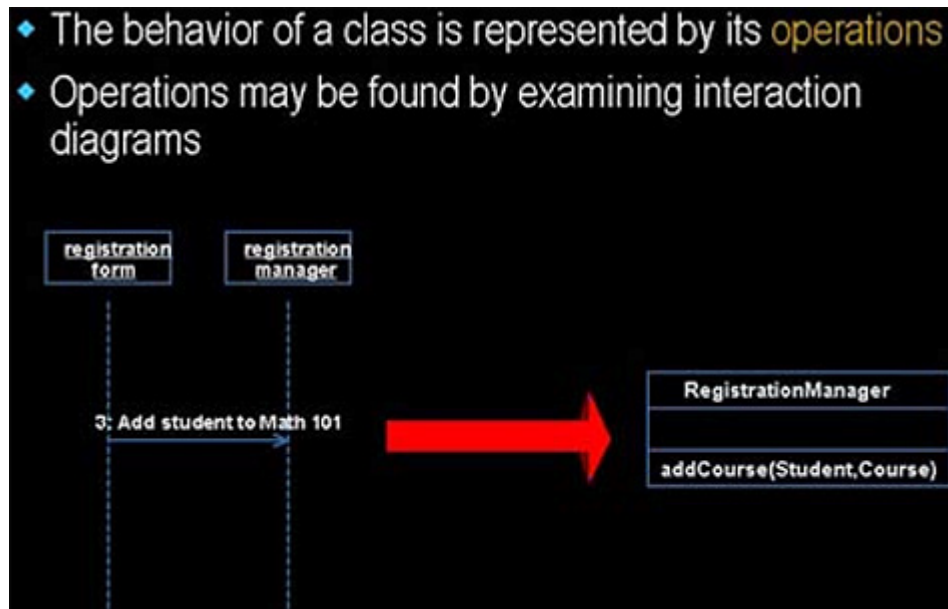 The behavior of a class is represented by its operations
Operations may be found by examining interaction
diagrams
registration
form
registration
manager
3: Add student to Math 101
RegistrationManager
addCourse(Student,Course)